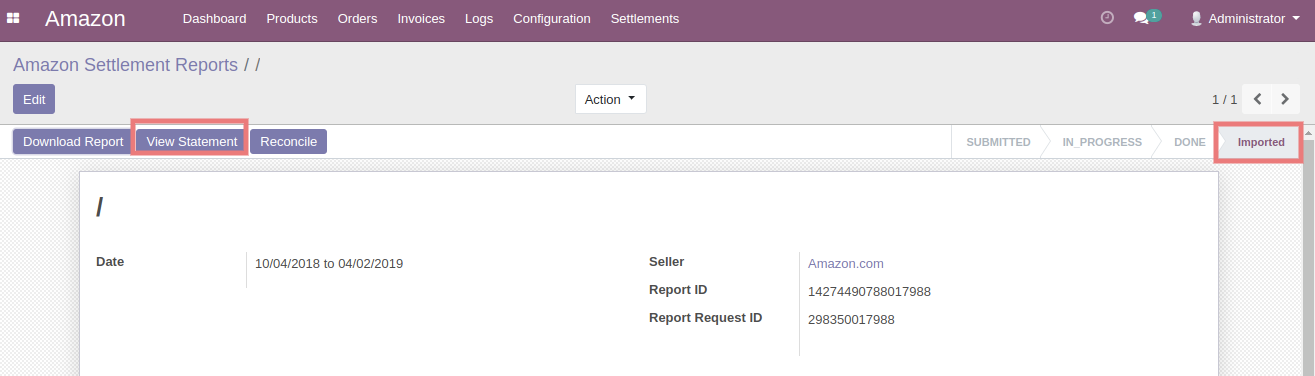 Amazon Dashboard Products Orders Invoices Logs Configuration Settlements 1 Administrator
Amazon Settlement Reports / /
Edit Action 1 / 1
Download Report View Statement Reconcile SUBMITTED IN_PROGRESS DONE Imported
/
Date 10/04/2018 to 04/02/2019 Seller Amazon.com
Report ID 14274490788017988
Report Request ID 298350017988